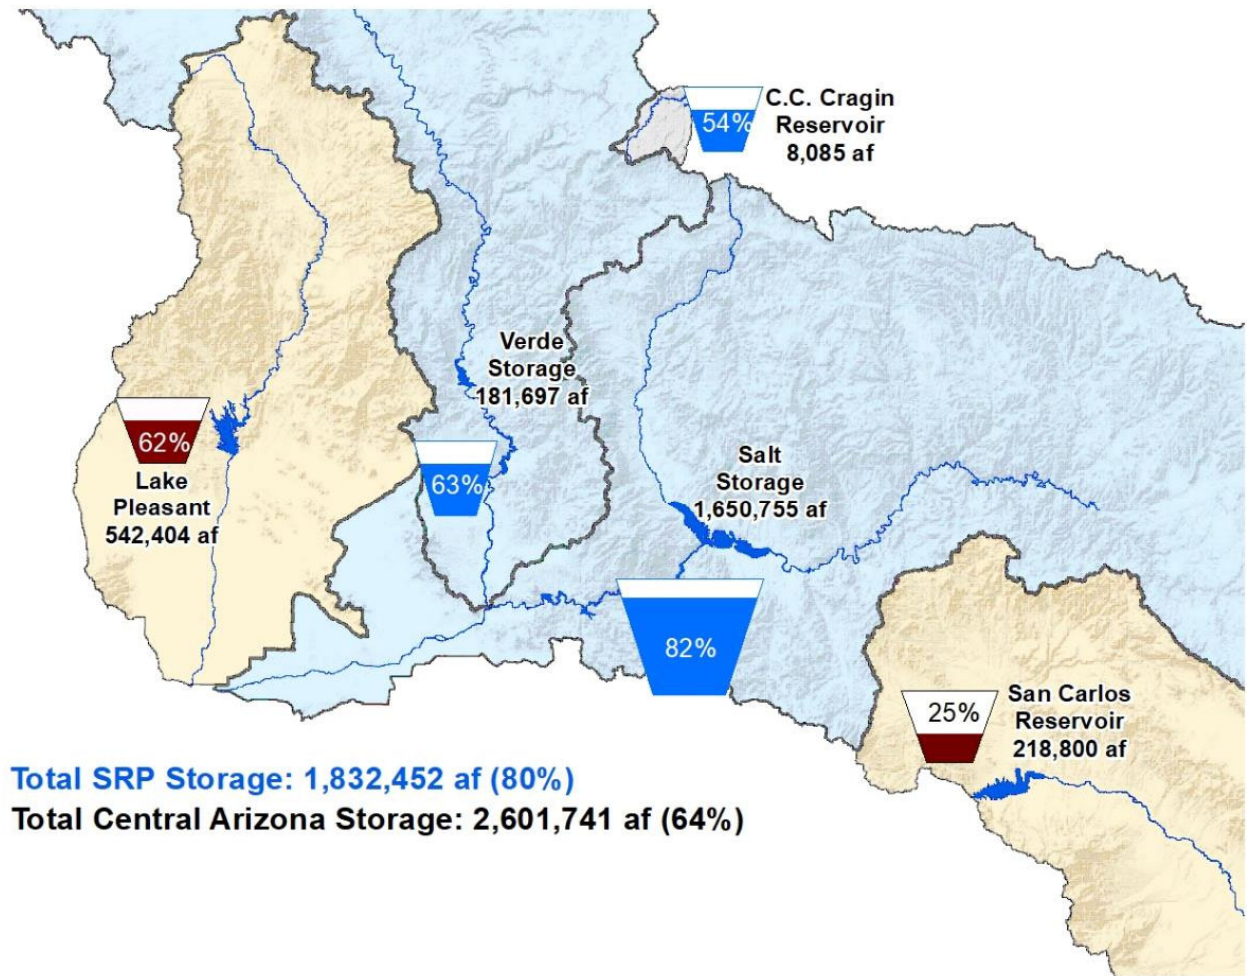 54%
C.C. Cragin
Reservoir
8,085 af
Verde
Storage
181,697 af
62%
Lake
Pleasant
542,404 af
63%
Salt
Storage
1,650,755 af
82%
25%
San Carlos
Reservoir
218,800 af
Total SRP Storage: 1,832,452 af (80%)
Total Central Arizona Storage: 2,601,741 af (64%)